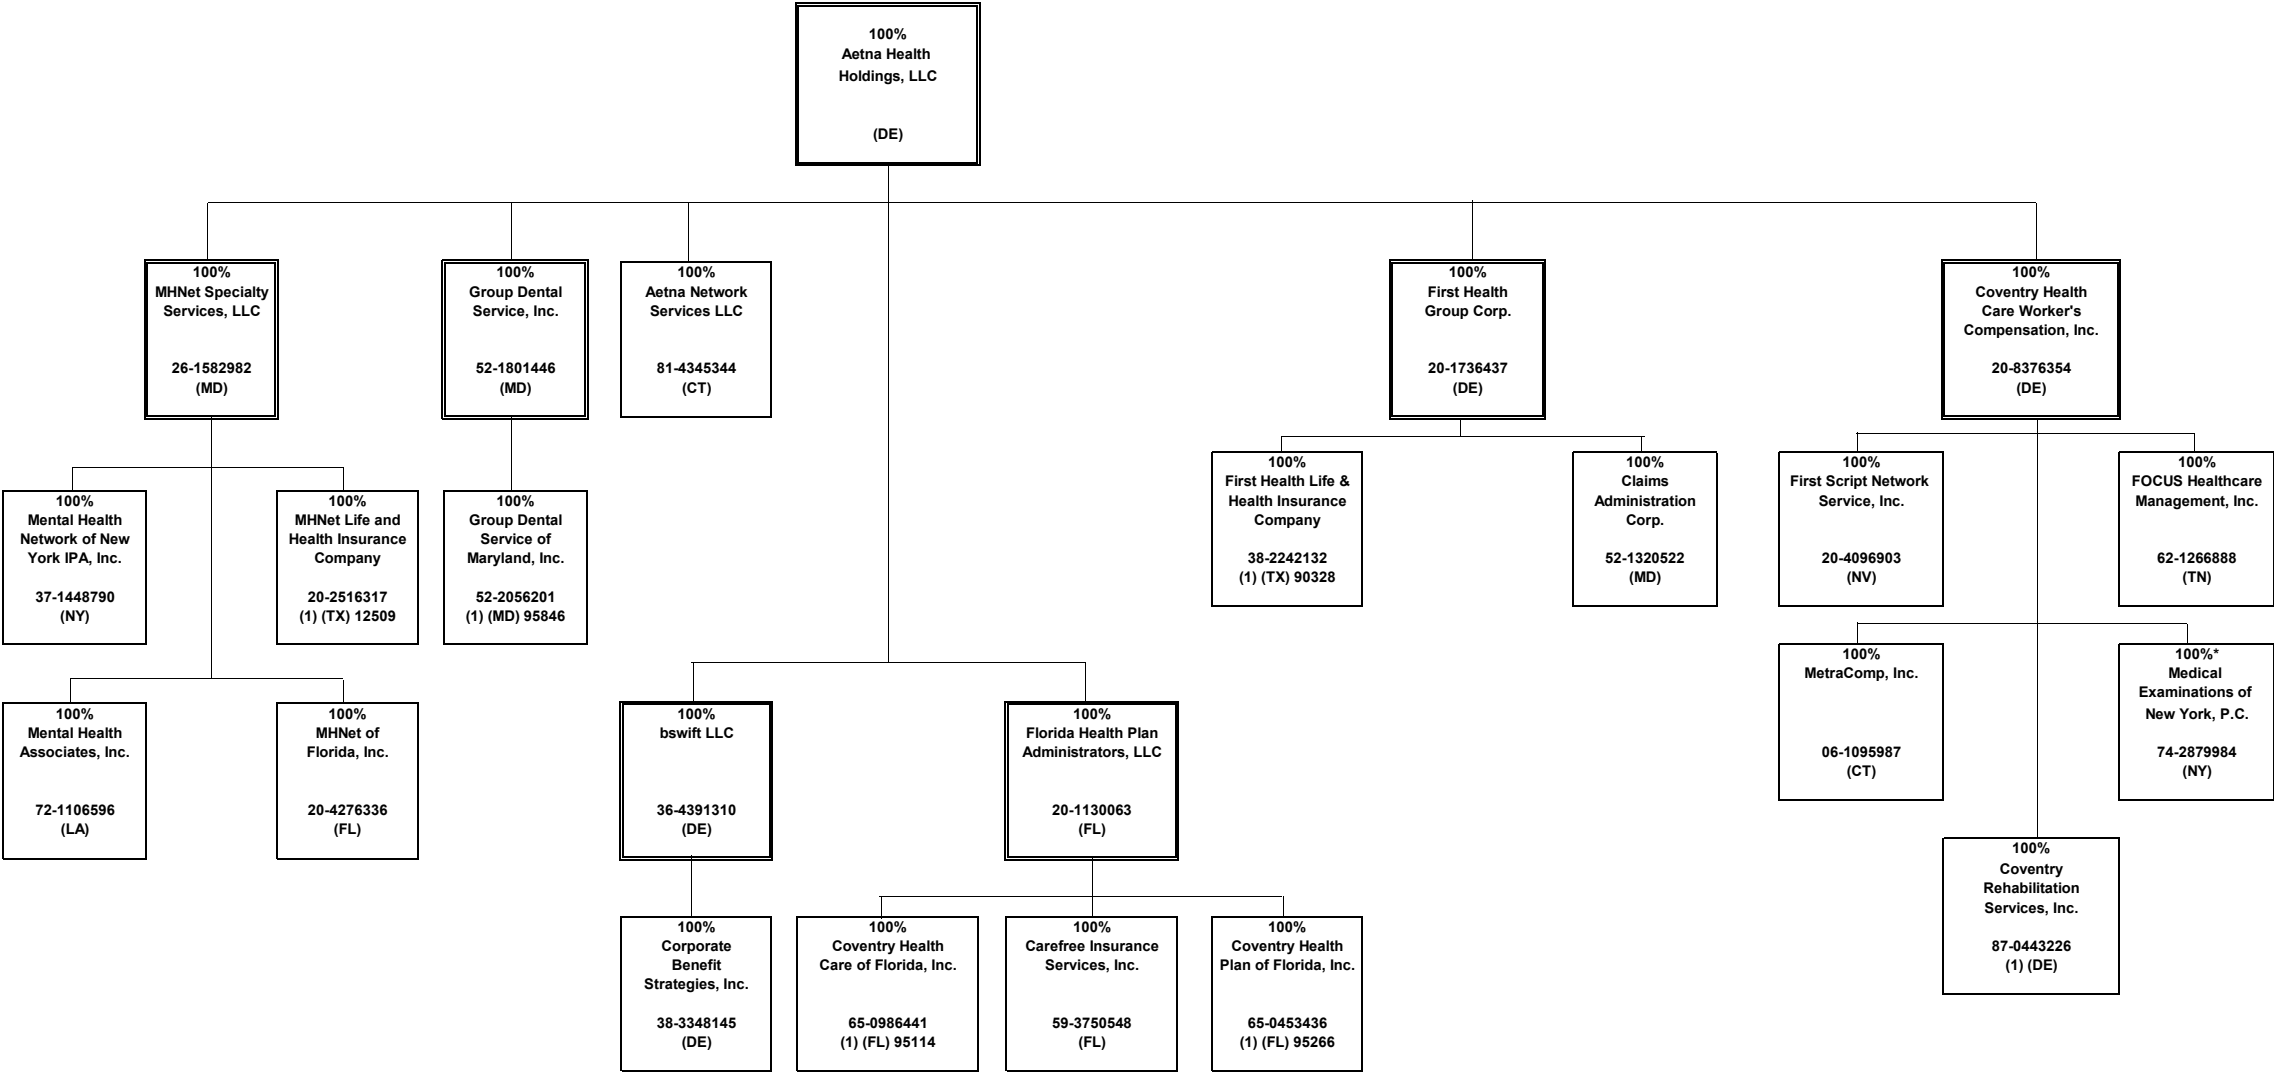 100%
Aetna Health
Holdings, LLC
(DE)
100%
MHNet Specialty
Services, LLC
26-1582982
(MD)
100%
Group Dental
Service, Inc.
52-1801446
(MD)
100%
Aetna Network
Services LLC
81-4345344
(CT)
100%
First Health
Group Corp.
20-1736437
(DE)
100%
Coventry Health
Care Worker's
Compensation, Inc.
20-8376354
(DE)
100%
Mental Health
Network of New
York IPA, Inc.
37-1448790
(NY)
100%
MHNet Life and
Health Insurance
Company
20-2516317
(1) (TX) 12509
100%
Group Dental
Service of
Maryland, Inc.
52-2056201
(1) (MD) 95846
100%
First Health Life &
Health Insurance
Company
38-2242132
(1) (TX) 90328
100%
Claims
Administration
Corp.
52-1320522
(MD)
100%
First Script Network
Service, Inc.
20-4096903
(NV)
100%
FOCUS Healthcare
Management, Inc.
62-1266888
(TN)
100%
MetraComp, Inc.
06-1095987
(CT)
100%*
Medical
Examinations of
New York, P.C.
74-2879984
(NY)
100%
Mental Health
Associates, Inc.
72-1106596
(LA)
100%
MHNet of
Florida, Inc.
20-4276336
(FL)
100%
bswift LLC
36-4391310
(DE)
100%
Florida Health Plan
Administrators, LLC
20-1130063
(FL)
100%
Coventry
Rehabilitation
Services, Inc.
87-0443226
(1) (DE)
100%
Corporate
Benefit
Strategies, Inc.
38-3348145
(DE)
100%
Coventry Health
Care of Florida, Inc.
65-0986441
(1) (FL) 95114
100%
Carefree Insurance
Services, Inc.
59-3750548
(FL)
100%
Coventry Health
Plan of Florida, Inc.
65-0453436
(1) (FL) 95266